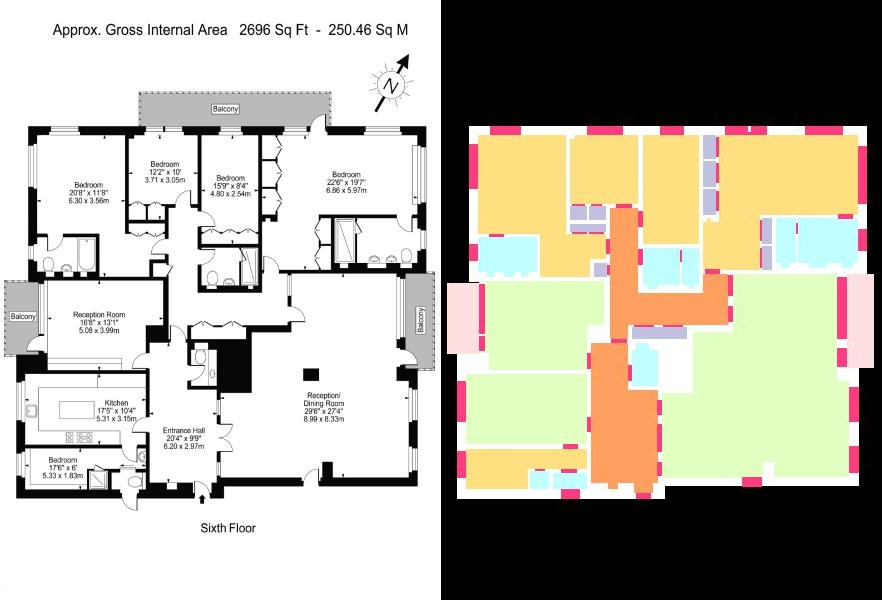 Approx. Gross Internal Area 2696 Sq Ft - 250.46 Sq M
N
Balcony
Bedroom
12'2" x 10'
3.71 x 3.05m
Bedroom
20'8" x 11'8"
6.30 x 3.56m
Bedroom
15'9" x 8'4"
4.80 x 2.54m
Bedroom
22'6" x 19'7"
6.86 x 5.97m
Balcony
Reception Room
16'8" x 13'1"
5.08 x 3.99m
Balcony
Kitchen
17'5" x 10'4"
5.31 x 3.15m
Reception/
Dining Room
29'6" x 27'4"
8.99 x 8.33m
Entrance Hall
20'4" x 9'9"
6.20 x 2.97m
Bedroom
17'6" x 6'
5.33 x 1.83m
Sixth Floor